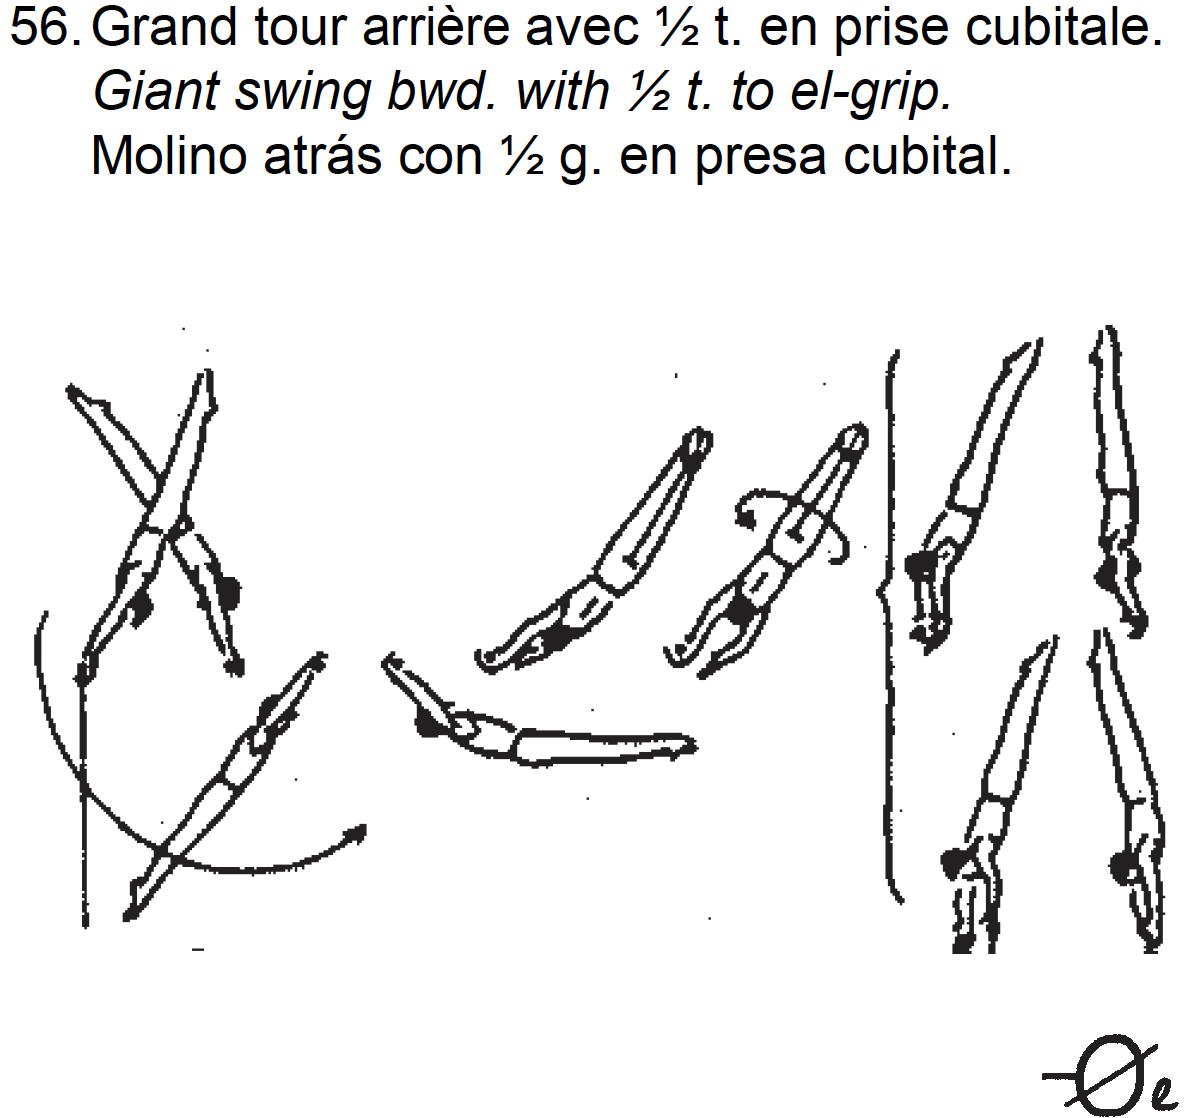 56. Grand tour arrière avec ½ t. en prise cubitale.
Giant swing bwd. with ½ t. to el-grip.
Molino atrás con ½ g. en presa cubital.
e